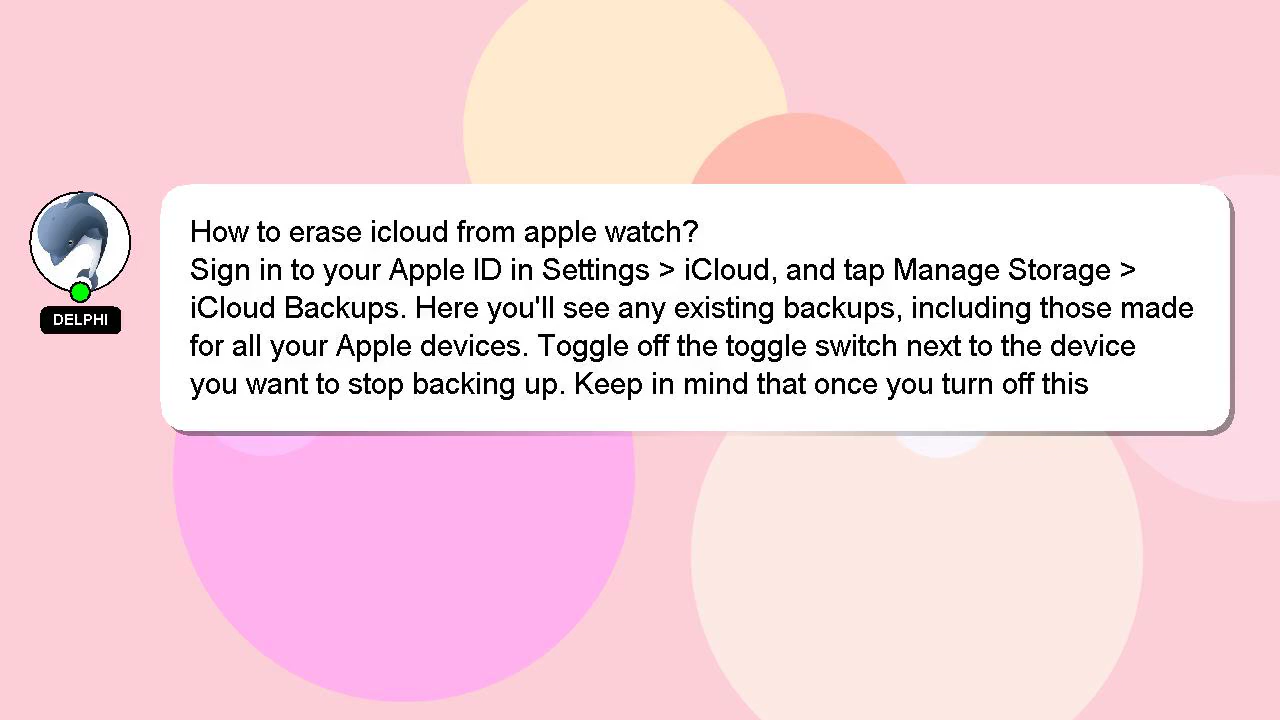 How to erase icloud from apple watch?
Sign in to your Apple ID in Settings > iCloud, and tap Manage Storage >
iCloud Backups. Here you'll see any existing backups, including those made
for all your Apple devices. Toggle off the toggle switch next to the device
you want to stop backing up. Keep in mind that once you turn off this
DELPHI